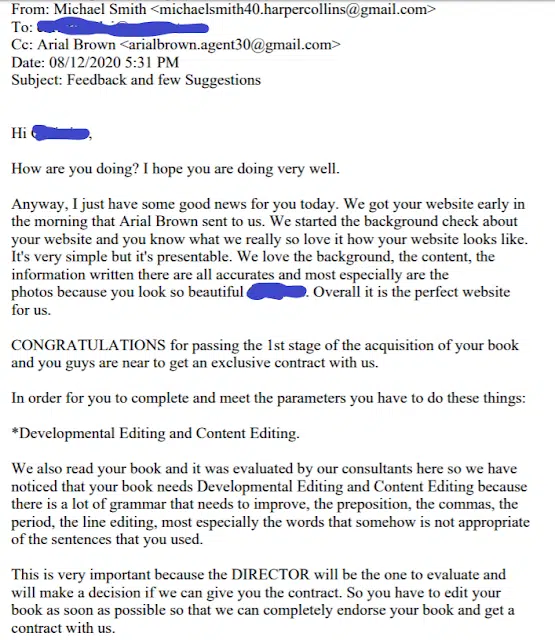 From: Michael Smith <michaelsmith40.harpercollins@gmail.com>
To:
Cc: Arial Brown <arialbrown.agent30@gmail.com>
Date: 08/12/2020 5:31 PM
Subject: Feedback and few Suggestions
Hi ,
How are you doing? I hope you are doing very well.
Anyway, I just have some good news for you today. We got your website early in
the morning that Arial Brown sent to us. We started the background check about
your website and you know what we really so love it how your website looks like.
It's very simple but it's presentable. We love the background, the content, the
information written there are all accurates and most especially are the
photos because you look so beautiful . Overall it is the perfect website
for us.
CONGRATULATIONS for passing the 1st stage of the acquisition of your book
and you guys are near to get an exclusive contract with us.
In order for you to complete and meet the parameters you have to do these things:
*Developmental Editing and Content Editing.
We also read your book and it was evaluated by our consultants here so we have
noticed that your book needs Developmental Editing and Content Editing because
there is a lot of grammar that needs to improve, the preposition, the commas, the
period, the line editing, most especially the words that somehow is not appropriate
of the sentences that you used.
This is very important because the DIRECTOR will be the one to evaluate and
will make a decision if we can give you the contract. So you have to edit your
book as soon as possible so that we can completely endorse your book and get a
contract with us.